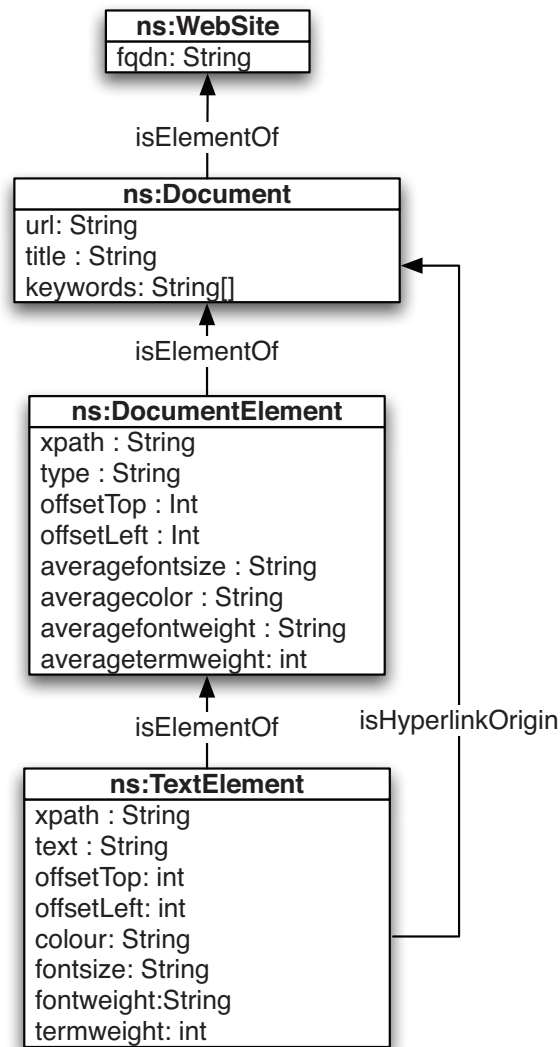 ns:WebSite
fqdn: String
isElementOf
ns:Document
url: String
title : String
keywords: String[]
isElementOf
ns:DocumentElement
xpath : String
type : String
offsetTop : Int
offsetLeft : Int
averagefontsize : String
averagecolor : String
averagefontweight : String
averagetermweight: int
isElementOf
isHyperlinkOrigin
ns:TextElement
xpath : String
text : String
offsetTop: int
offsetLeft: int
colour: String
fontsize: String
fontweight:String
termweight: int